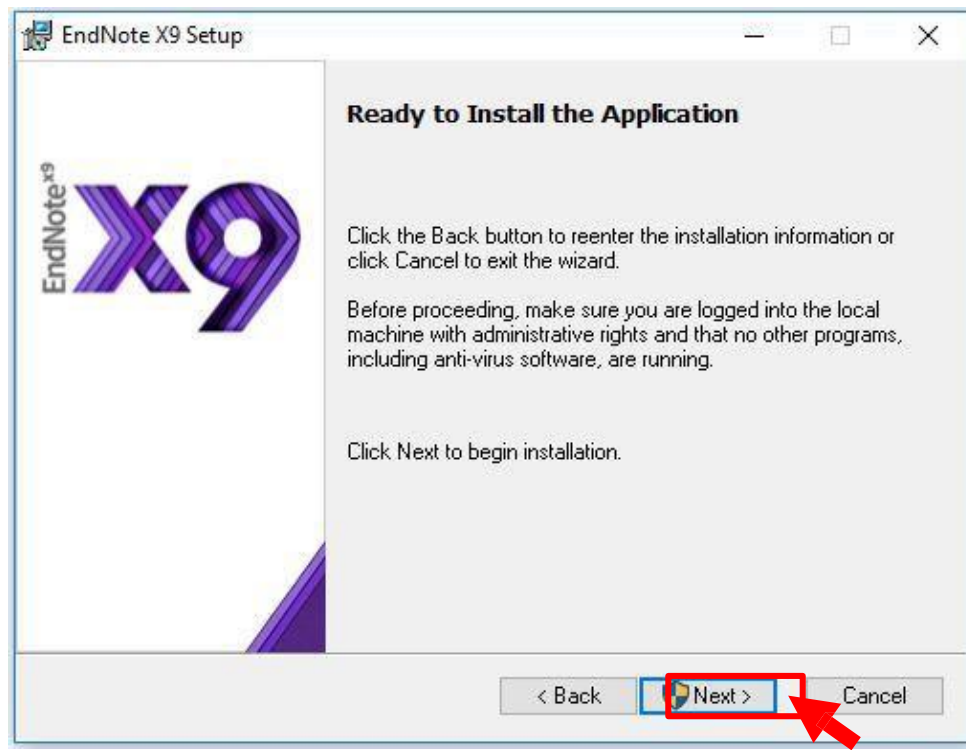 EndNote X9 Setup
EndNote x9
X9
Ready to Install the Application
Click the Back button to reenter the installation information or
click Cancel to exit the wizard.
Before proceeding, make sure you are logged into the local
machine with administrative rights and that no other programs,
including anti-virus software, are running.
Click Next to begin installation.
< Back
Next >
Cancel